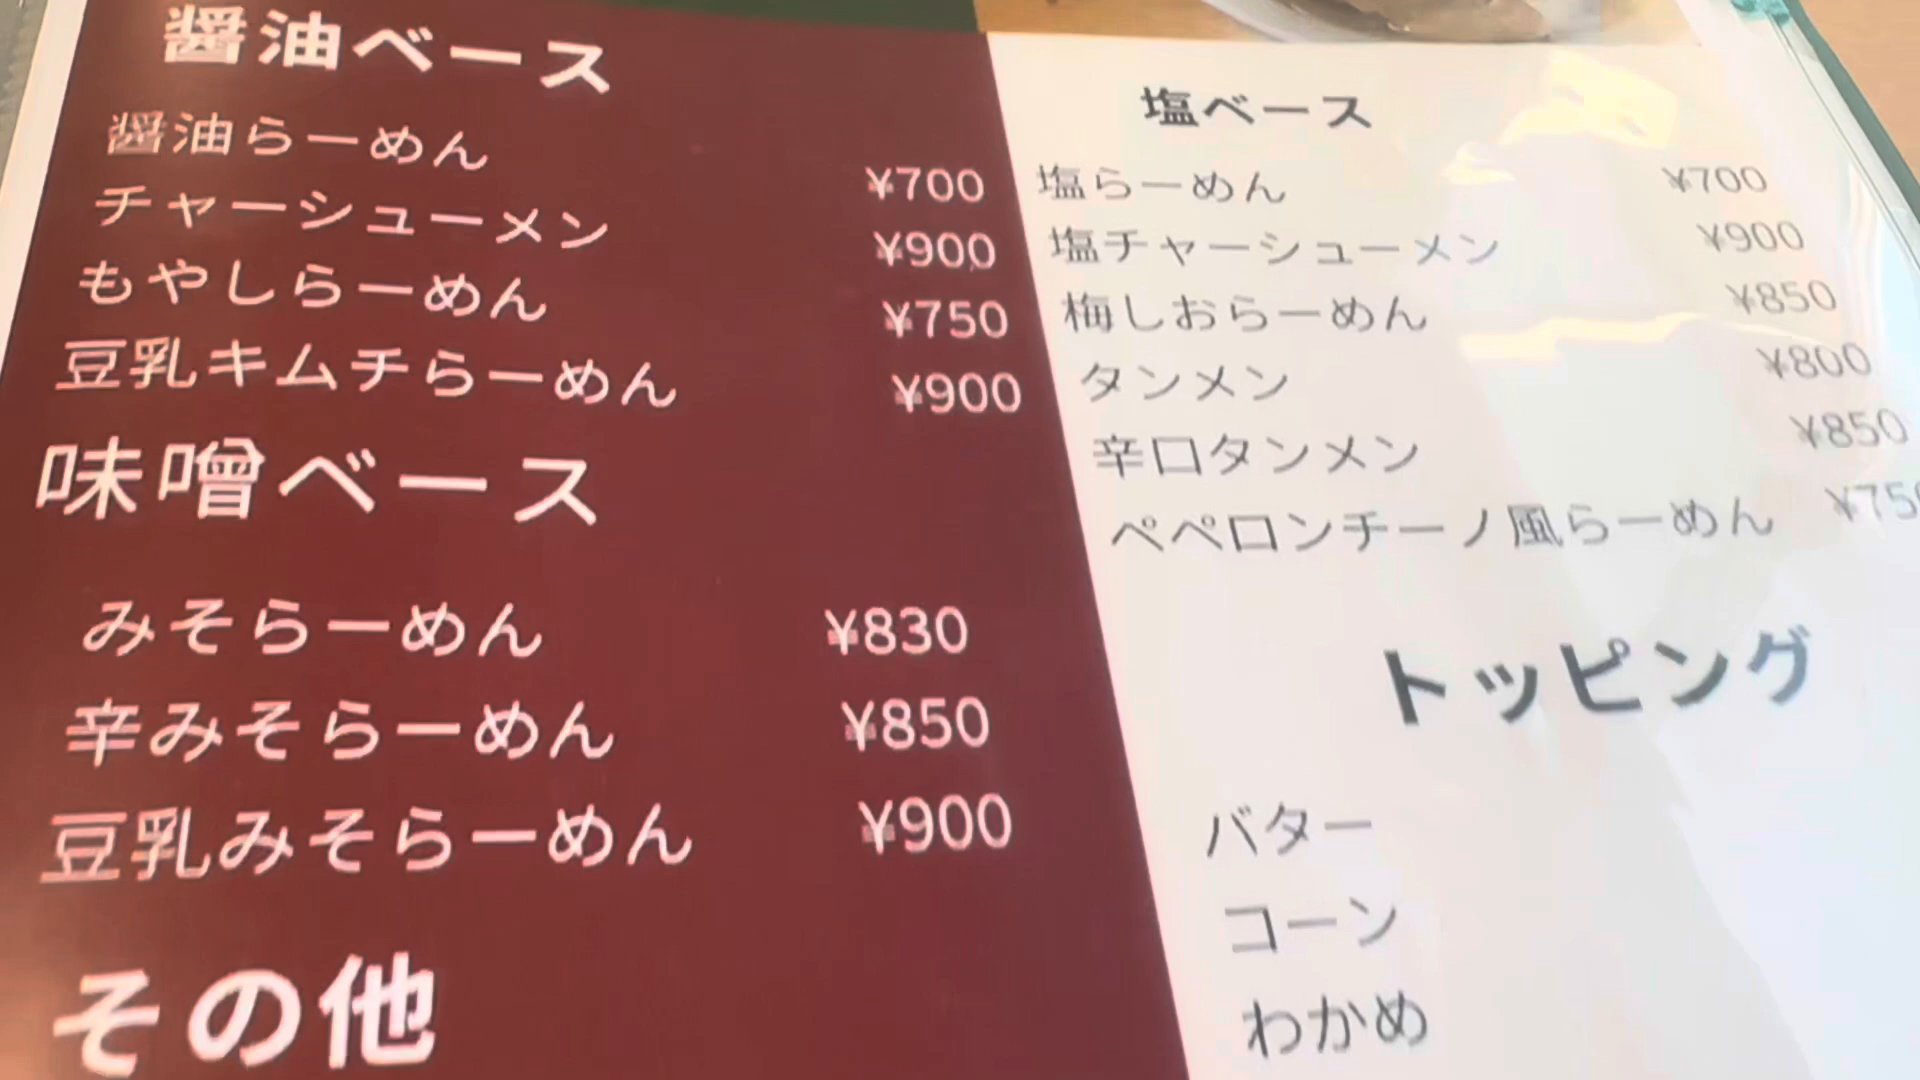 醤油ベース
醤油らーめん ¥700
チャーシューメン ¥900
もやしらーめん ¥750
豆乳キムチらーめん ¥900
味噌ベース
みそらーめん ¥830
辛みそらーめん ¥850
豆乳みそらーめん ¥900
その他
塩ベース
塩らーめん ¥700
塩チャーシューメン ¥900
梅しおらーめん ¥850
タンメン ¥800
辛口タンメン ¥850
ペペロンチーノ風らーめん ¥750
トッピング
バター
コーン
わかめ